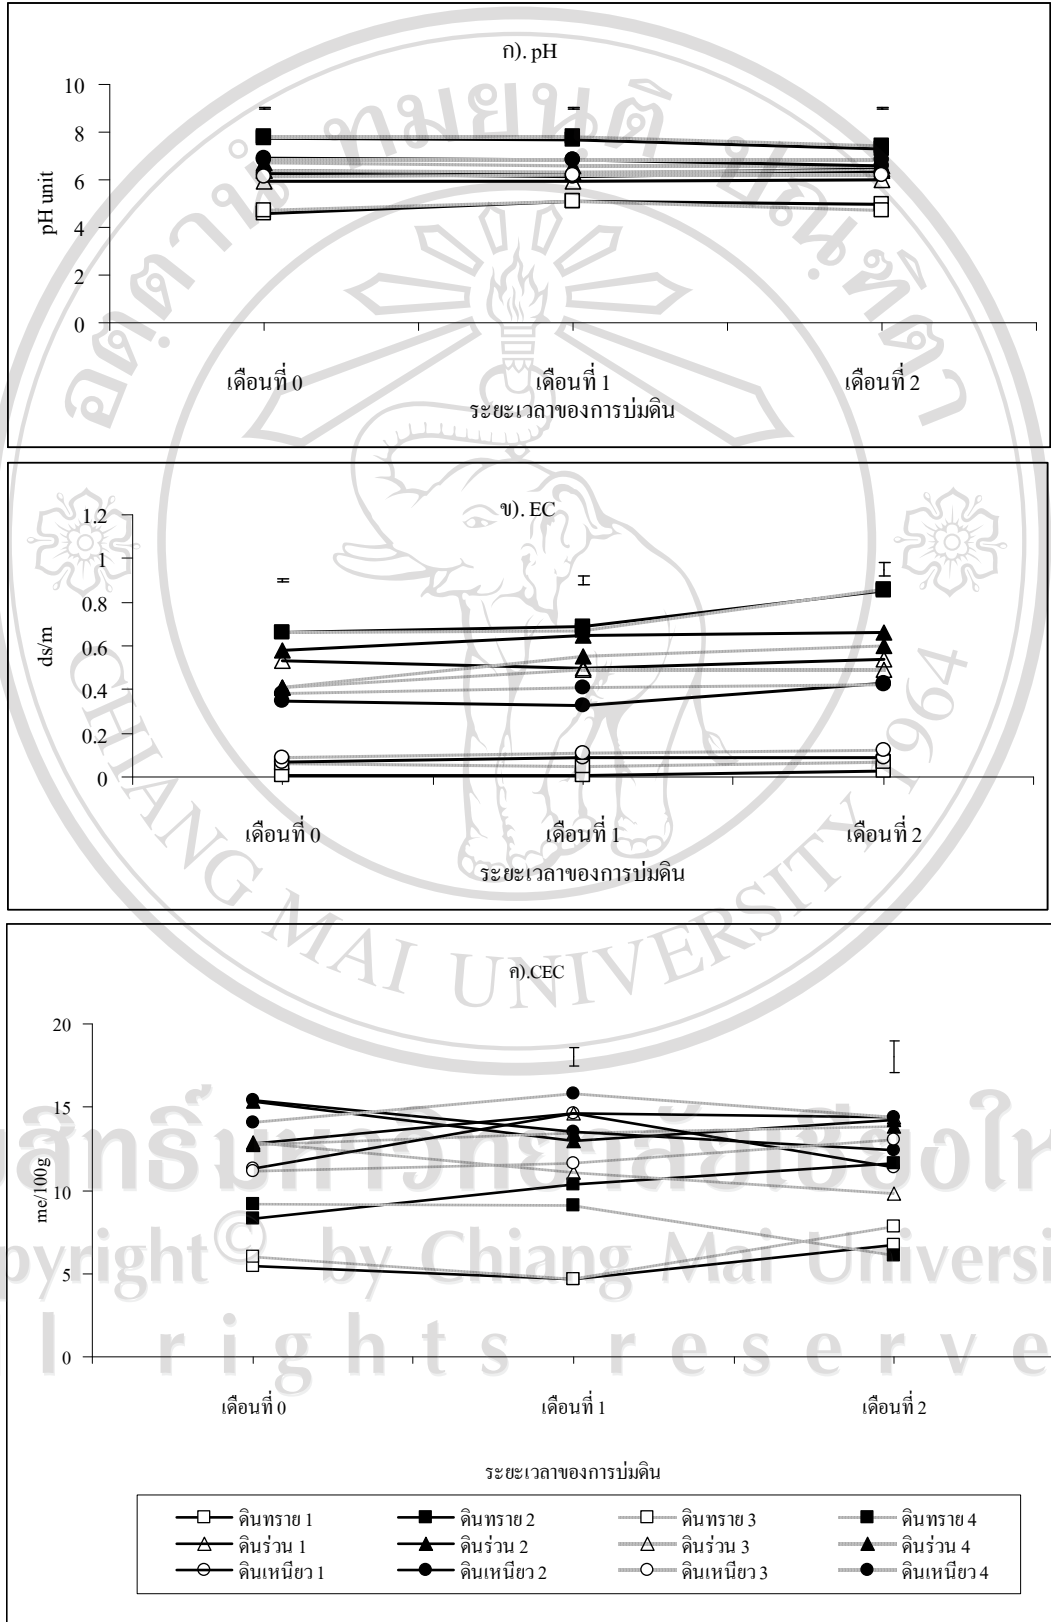 ก). pH
10
8
6
4
2
0
pH unit
เดือนที่ 0 เดือนที่ 1 เดือนที่ 2
ระยะเวลาของการบ่มดิน
ข). EC
1.2
1
0.8
0.6
0.4
0.2
0
ds/m
เดือนที่ 0 เดือนที่ 1 เดือนที่ 2
ระยะเวลาของการบ่มดิน
ค).CEC
20
15
10
5
0
me/100g
เดือนที่ 0 เดือนที่ 1 เดือนที่ 2
ระยะเวลาของการบ่มดิน
ดินทราย 1 ดินทราย 2 ดินทราย 3 ดินทราย 4
ดินร่วน 1 ดินร่วน 2 ดินร่วน 3 ดินร่วน 4
ดินเหนียว 1 ดินเหนียว 2 ดินเหนียว 3 ดินเหนียว 4
CHIANG MAI UNIVERSITY 1964
by Chiang Mai
rights